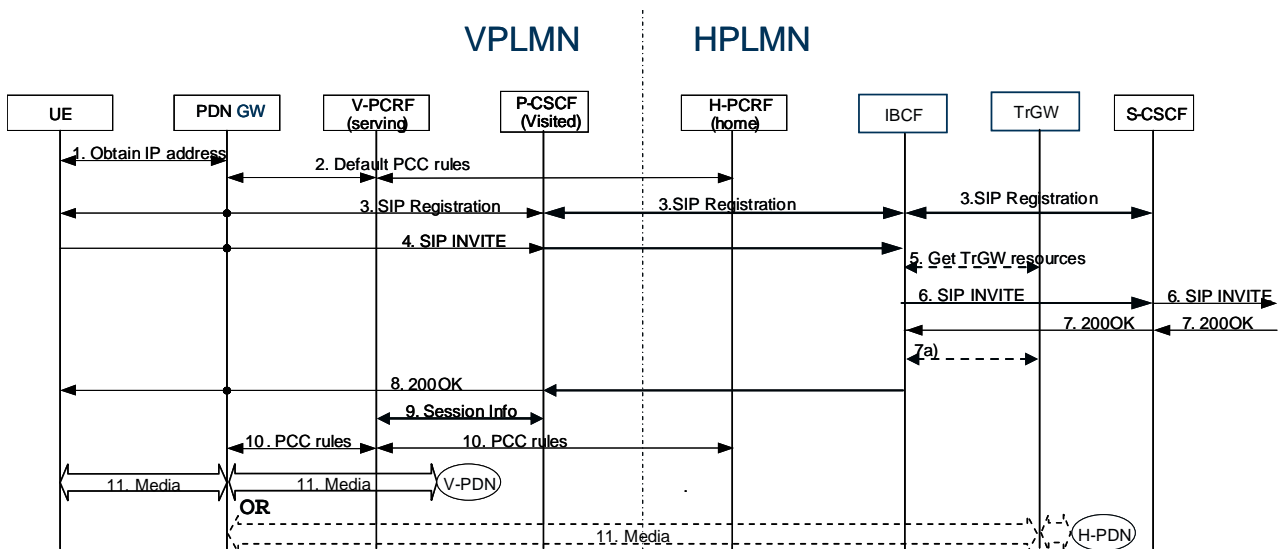 VPLMN HPLMN
UE PDN GW V-PCRF (serving) P-CSCF (Visited) H-PCRF (home) IBCF TrGW S-CSCF
1. Obtain IP address
2. Default PCC rules
3. SIP Registration 3.SIP Registration 3.SIP Registration
4. SIP INVITE
5. Get TrGW resources
6. SIP INVITE 6. SIP INVITE
7. 200OK 7. 200OK
7a)
8. 200OK
9. Session Info
10. PCC rules 10. PCC rules
11. Media 11. Media V-PDN
OR
11. Media H-PDN